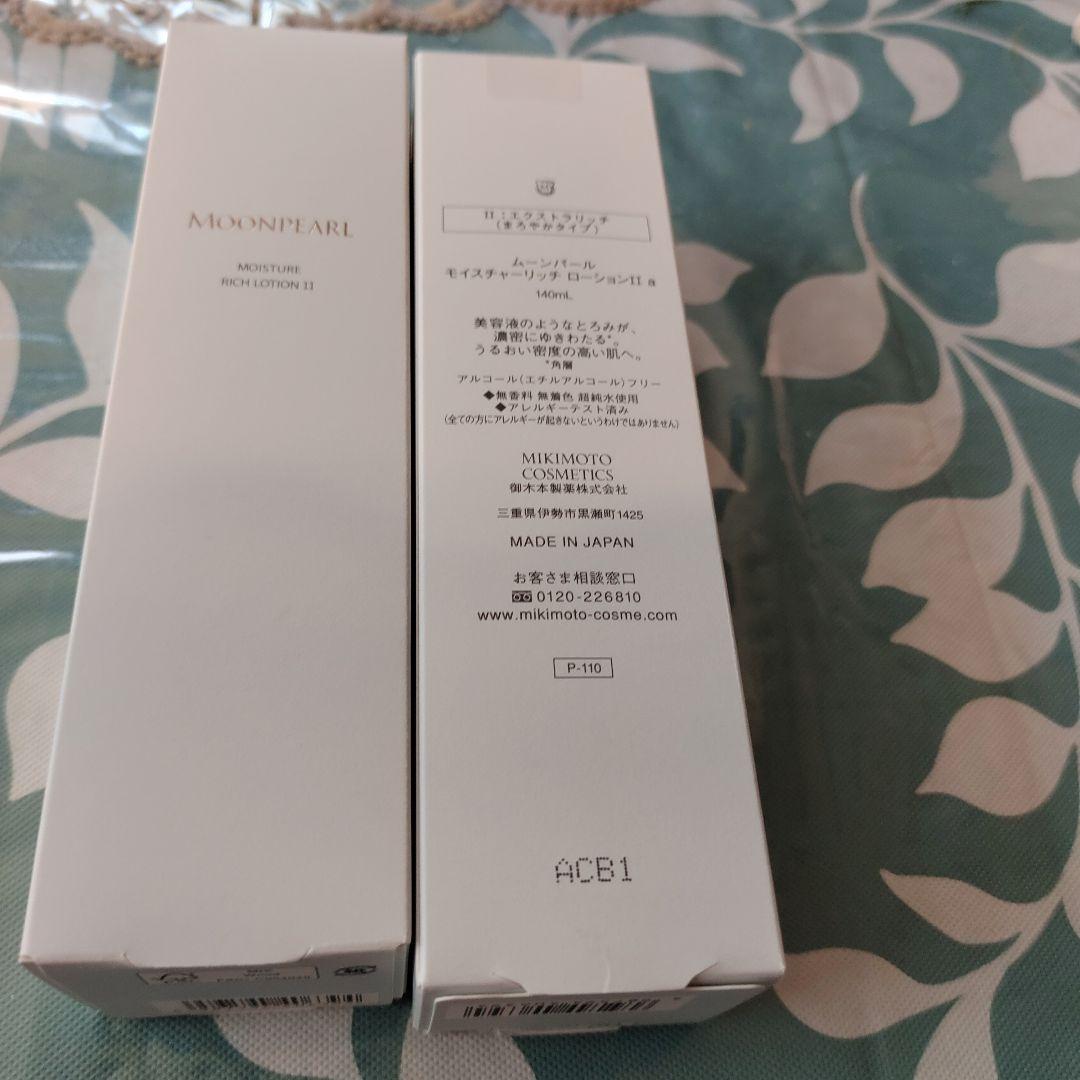 MOONPEARL
MOISTURE
RICH LOTION II
II：エクストラリッチ
（まろやかタイプ）
ムーンパール
モイスチャーリッチ ローションII a
140mL
美容液のようなとろみが、
濃密にゆきわたる*。
うるおい密度の高い肌へ。
*角層
アルコール（エチルアルコール）フリー
◆無香料 無着色 超純水使用
◆アレルギーテスト済み
（全ての方にアレルギーが起きないというわけではありません）
MIKIMOTO
COSMETICS
御木本製薬株式会社
三重県伊勢市黒瀬町1425
MADE IN JAPAN
お客さま相談窓口
0120-226810
www.mikimoto-cosme.com
P-110
ACB1